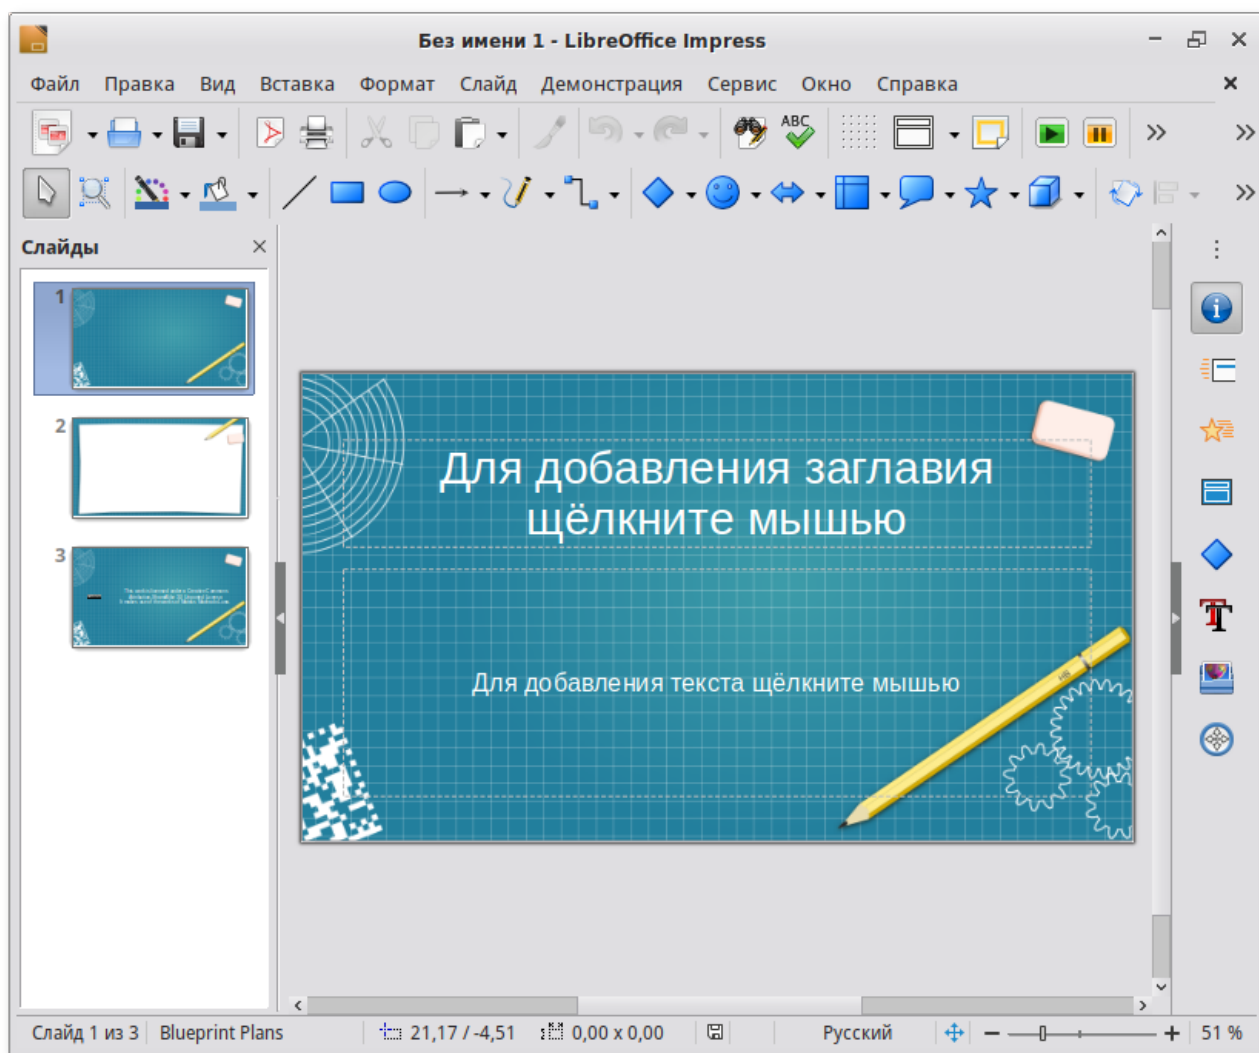 Без имени 1 - LibreOffice Impress
Файл Правка Вид Вставка Формат Слайд Демонстрация Сервис Окно Справка
ABC
Слайды
1
2
3
Для добавления заглавия
щёлкните мышью
Для добавления текста щёлкните мышью
HB
Слайд 1 из 3 Blueprint Plans 21,17 / -4,51 0,00 x 0,00 Русский 51 %